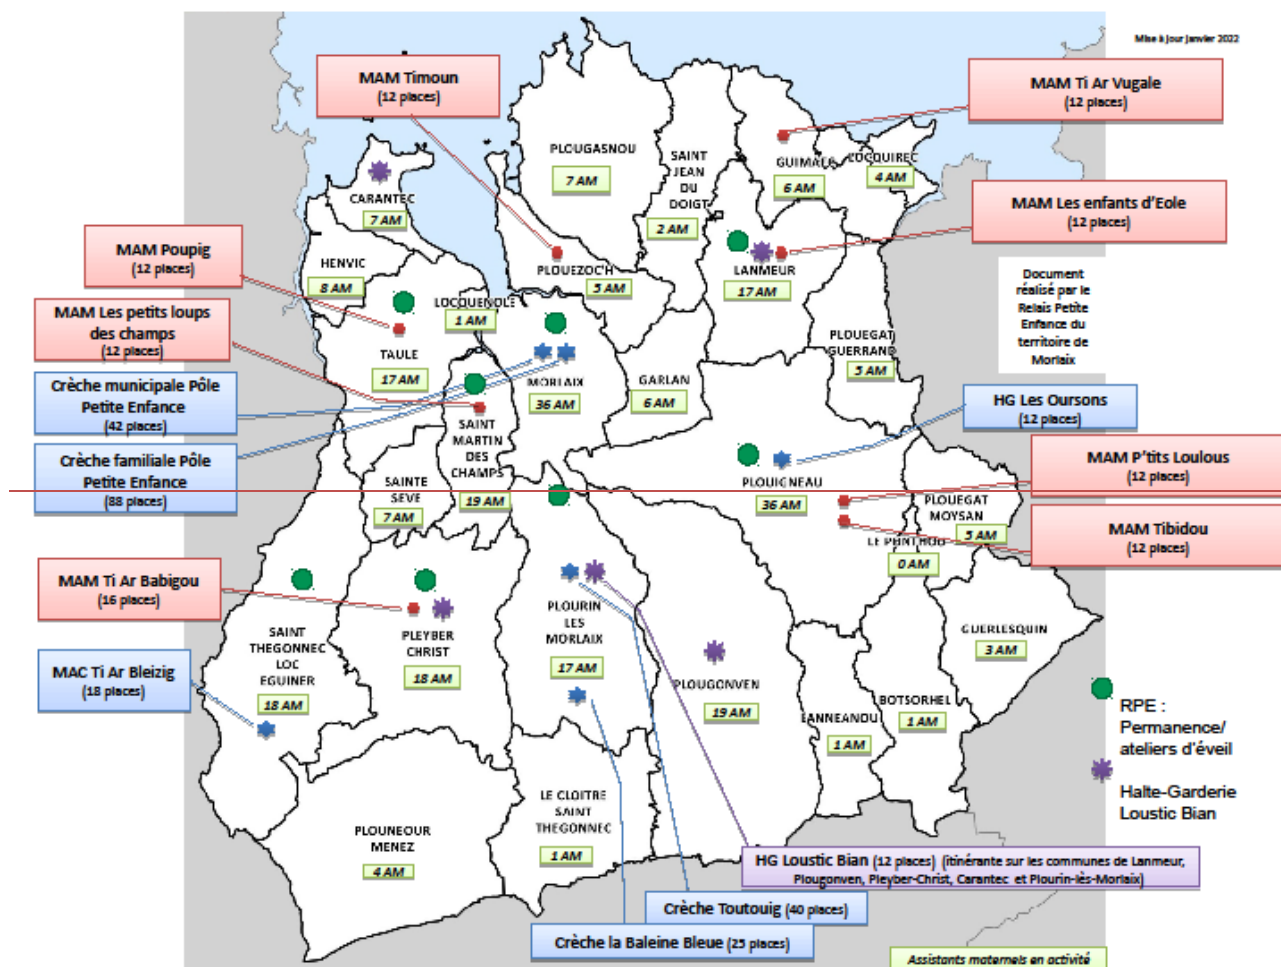 Mise à jour janvier 2022
MAM Timoun
(12 places)
MAM Ti Ar Vugale
(12 places)
PLOUGASNOU
7 AM
SAINT
JEAN
DU
DOIGT
2 AM
GUIMAEC
6 AM
LOCQUIREC
4 AM
CARANTEC
7 AM
MAM Les enfants d'Eole
(12 places)
MAM Poupig
(12 places)
HENVIC
8 AM
PLOUEZOC'H
5 AM
LANMEUR
17 AM
Document
réalisé par le
Relais Petite
Enfance du
territoire de
Morlaix
LOCQUENOLE
1 AM
MAM Les petits loups
des champs
(12 places)
TAULE
17 AM
PLOUEGAT
GUERRAND
5 AM
MORLAIX
36 AM
GARLAN
6 AM
Crèche municipale Pôle
Petite Enfance
(42 places)
HG Les Oursons
(12 places)
SAINT
MARTIN
DES
CHAMPS
19 AM
Crèche familiale Pôle
Petite Enfance
(88 places)
MAM P'tits Loulous
(12 places)
SAINTE
SEVE
7 AM
PLOUIGNEAU
36 AM
PLOUEGAT
MOYSAN
5 AM
MAM Tibidou
(12 places)
LE PONTHOU
0 AM
MAM Ti Ar Babigou
(16 places)
PLOURIN
LES
MORLAIX
17 AM
SAINT
THEGONNEC
LOC
EGUINER
18 AM
PLEYBER
CHRIST
18 AM
GUERLESQUIN
3 AM
MAC Ti Ar Bleizig
(18 places)
PLOUGONVEN
19 AM
BOTSORHEL
1 AM
LANNEANOU
1 AM
RPE :
Permanence/
ateliers d'éveil
Halte-Garderie
Loustic Bian
LE CLOITRE
SAINT
THEGONNEC
1 AM
PLOUNEOUR
MENEZ
4 AM
HG Loustic Bian (12 places) (itinérante sur les communes de Lanmeur,
Plougonven, Pleyber-Christ, Carantec et Plourin-lès-Morlaix)
Crèche Toutouig (40 places)
Crèche la Baleine Bleue (25 places)
Assistants maternels en activité